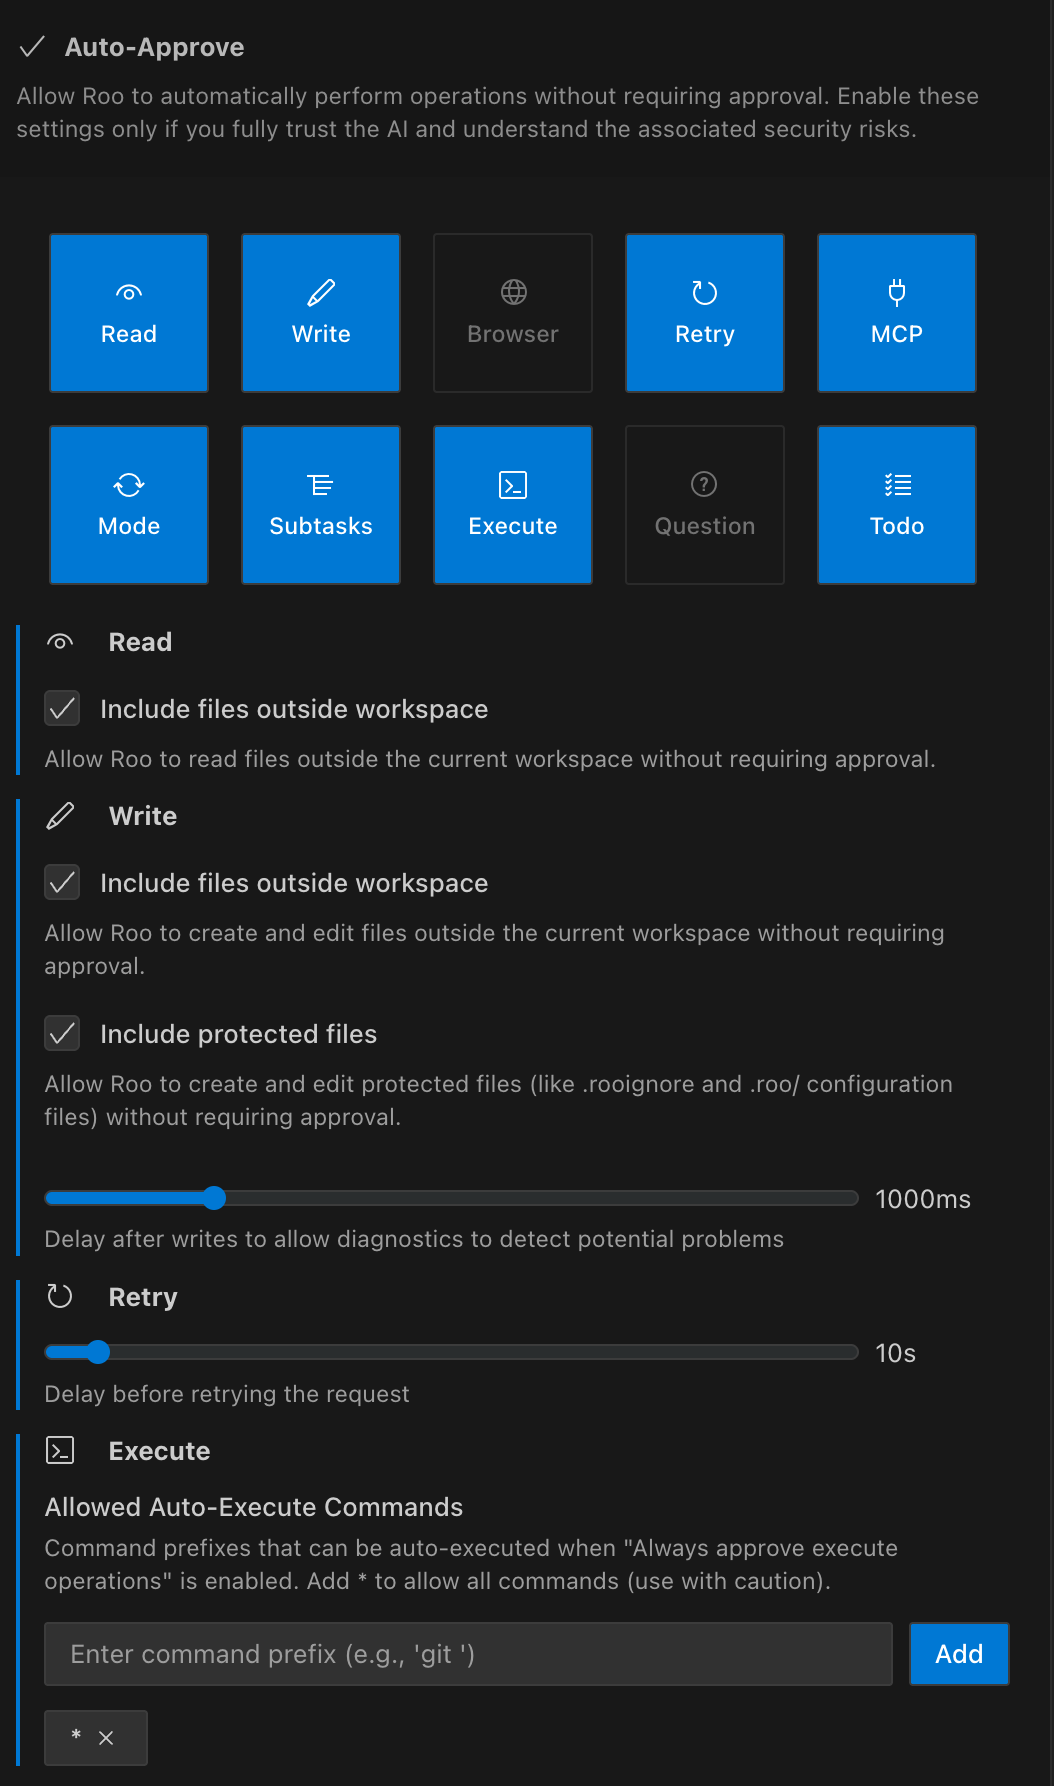 Auto-Approve
Allow Roo to automatically perform operations without requiring approval. Enable these
settings only if you fully trust the AI and understand the associated security risks.
Read
Write
Browser
Retry
MCP
Mode
Subtasks
Execute
Question
Todo
Read
Include files outside workspace
Allow Roo to read files outside the current workspace without requiring approval.
Write
Include files outside workspace
Allow Roo to create and edit files outside the current workspace without requiring
approval.
Include protected files
Allow Roo to create and edit protected files (like .rooignore and .roo/ configuration
files) without requiring approval.
1000ms
Delay after writes to allow diagnostics to detect potential problems
Retry
10s
Delay before retrying the request
Execute
Allowed Auto-Execute Commands
Command prefixes that can be auto-executed when "Always approve execute
operations" is enabled. Add * to allow all commands (use with caution).
Enter command prefix (e.g., 'git ')
Add
*